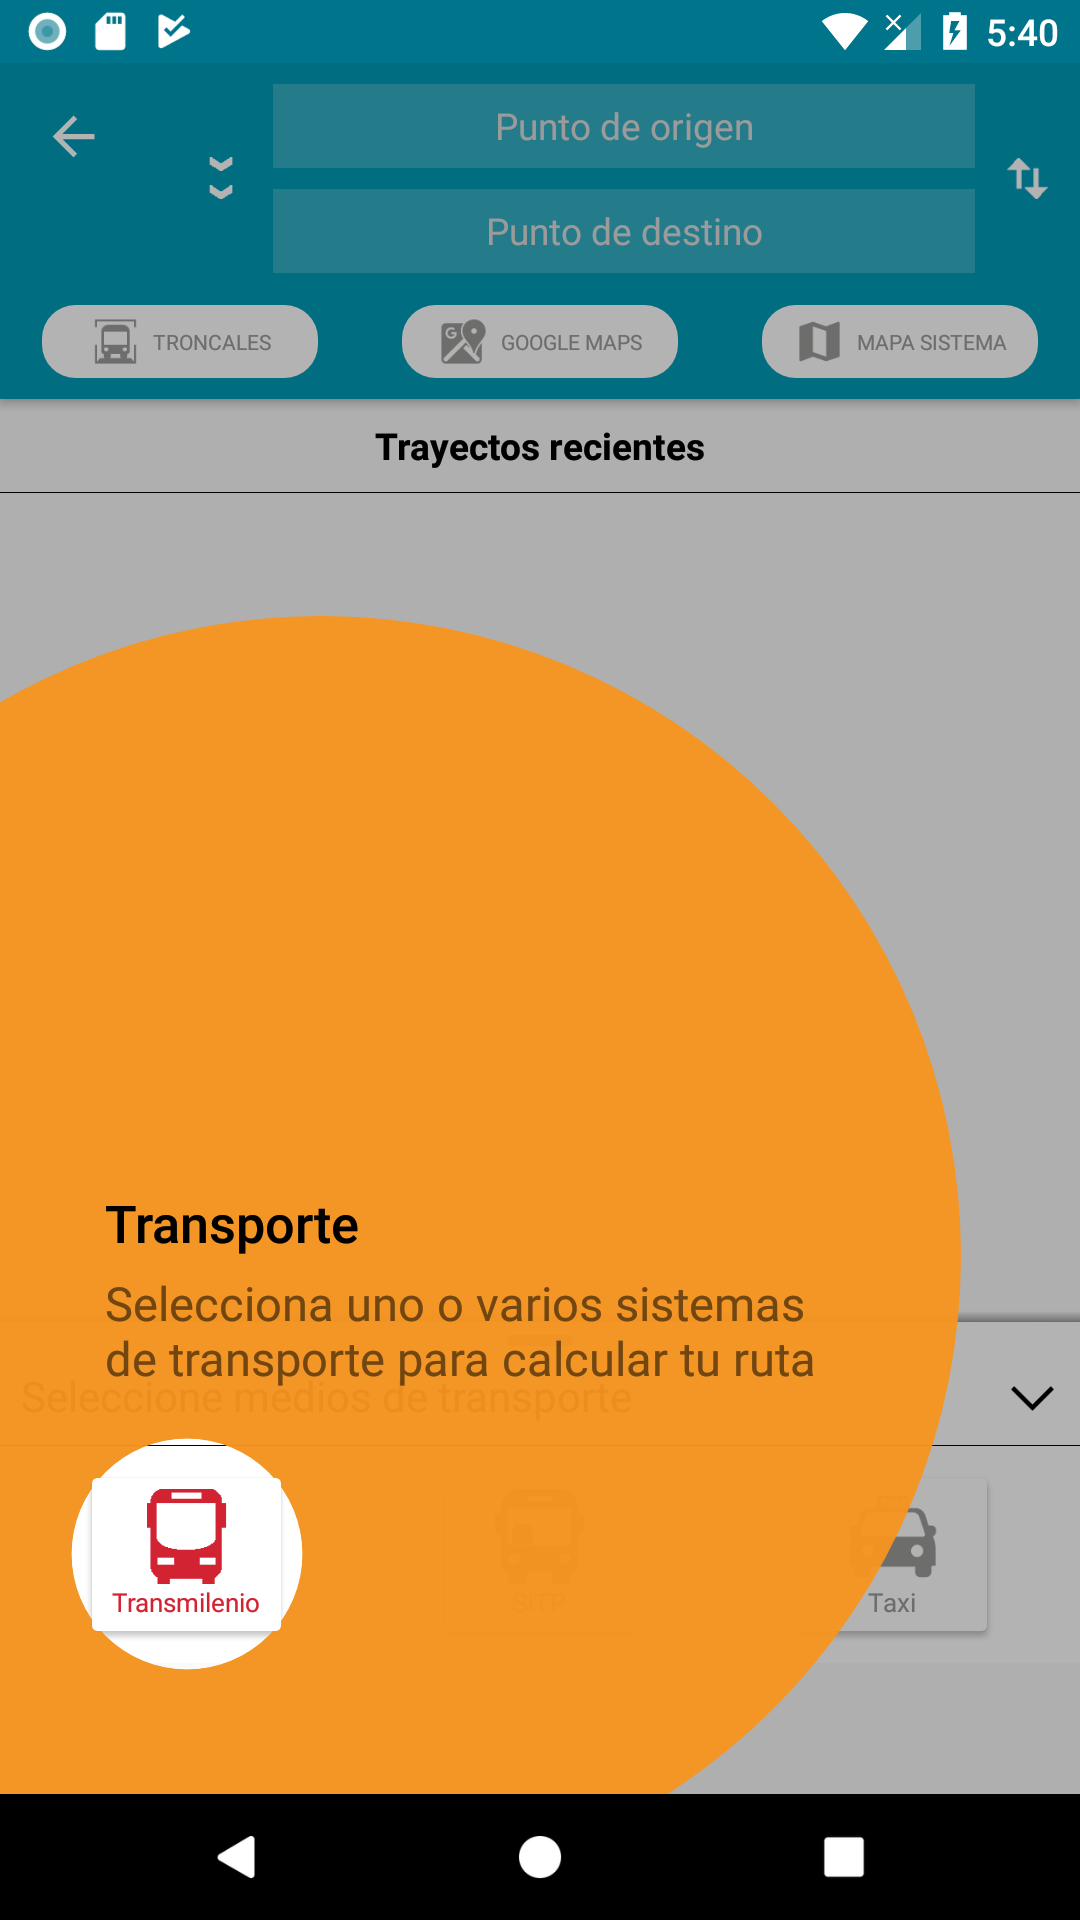 5:40
Punto de origen
Punto de destino
TRONCALES
GOOGLE MAPS
MAPA SISTEMA
Trayectos recientes
Transporte
Selecciona uno o varios sistemas
de transporte para calcular tu ruta
Seleccione medios de transporte
Transmilenio
SITP
Taxi